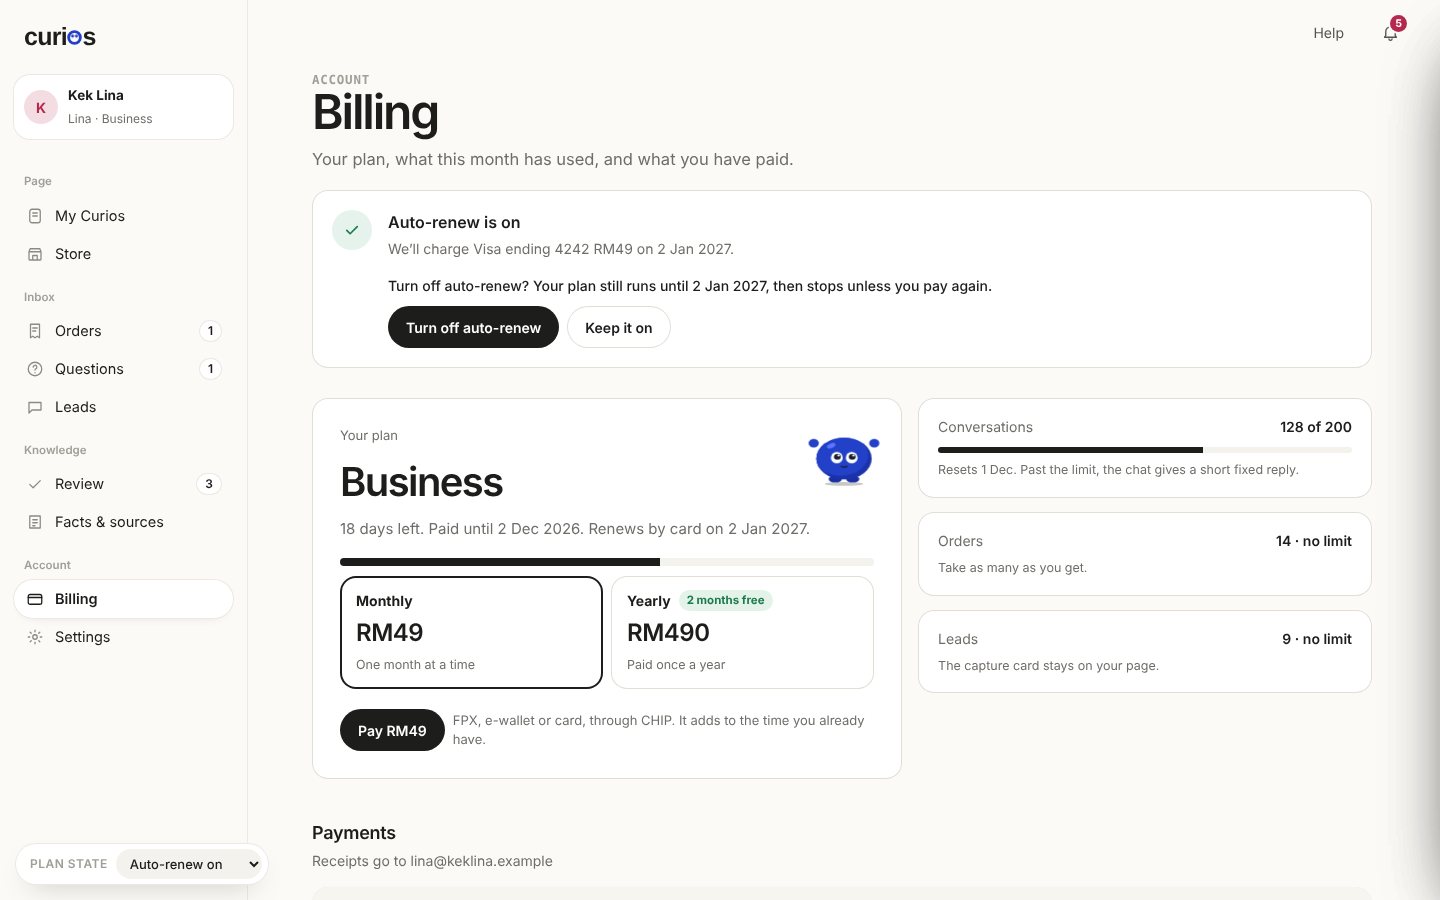 curios
Help
5
K
Kek Lina
Lina · Business
Page
My Curios
Store
Inbox
Orders 1
Questions 1
Leads
Knowledge
Review 3
Facts & sources
Account
Billing
Settings
PLAN STATE Auto-renew on
ACCOUNT
Billing
Your plan, what this month has used, and what you have paid.
Auto-renew is on
We’ll charge Visa ending 4242 RM49 on 2 Jan 2027.
Turn off auto-renew? Your plan still runs until 2 Jan 2027, then stops unless you pay again.
Turn off auto-renew Keep it on
Your plan
Business
18 days left. Paid until 2 Dec 2026. Renews by card on 2 Jan 2027.
Monthly
RM49
One month at a time
Yearly 2 months free
RM490
Paid once a year
Pay RM49
FPX, e-wallet or card, through CHIP. It adds to the time you already
have.
Conversations 128 of 200
Resets 1 Dec. Past the limit, the chat gives a short fixed reply.
Orders 14 · no limit
Take as many as you get.
Leads 9 · no limit
The capture card stays on your page.
Payments
Receipts go to lina@keklina.example